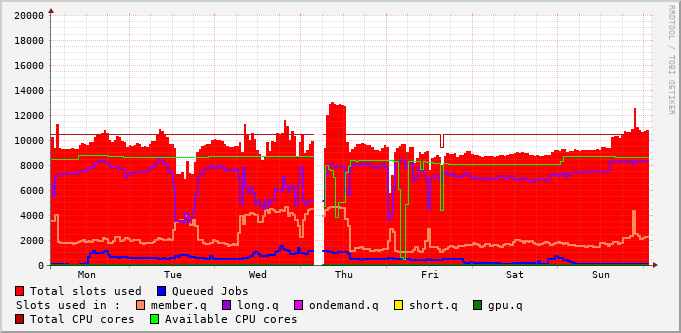 20000
18000
16000
14000
12000
10000
8000
6000
4000
2000
0
Mon Tue Wed Thu Fri Sat Sun
RRDTOOL / TOBI OETIKER
Total slots used Queued Jobs
Slots used in : member.q long.q ondemand.q short.q gpu.q
Total CPU cores Available CPU cores